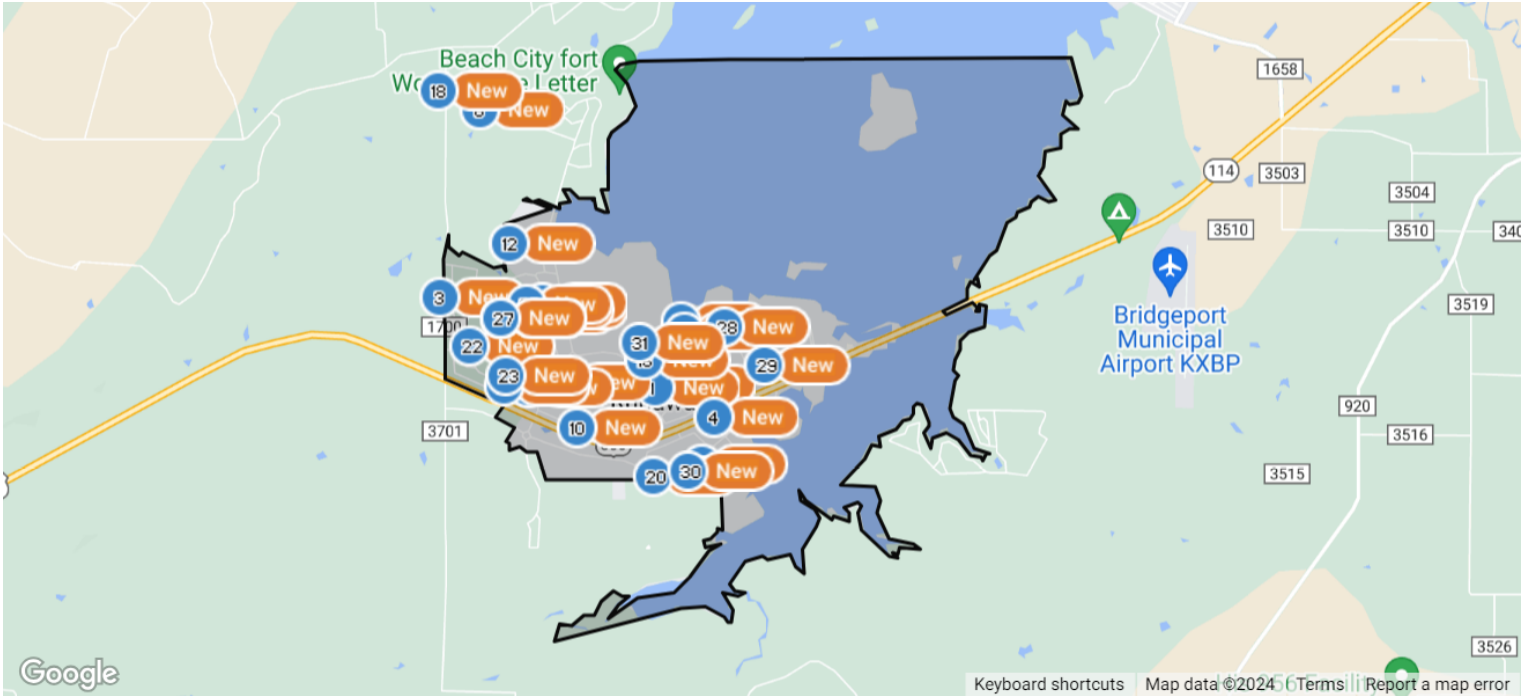 Beach City fort
Letter
18 New
New
1658
114
3503
3504
3510
3510
12 New
3 New
27 New
1700
22 New
23 New
31 New
28 New
29 New
New
1 New
4 New
10 New
20
30 New
3519
Bridgeport
Municipal
Airport KXBP
920
3516
3701
3515
3526
Google
Keyboard shortcuts
Map data ©2024
Terms
Report a map error